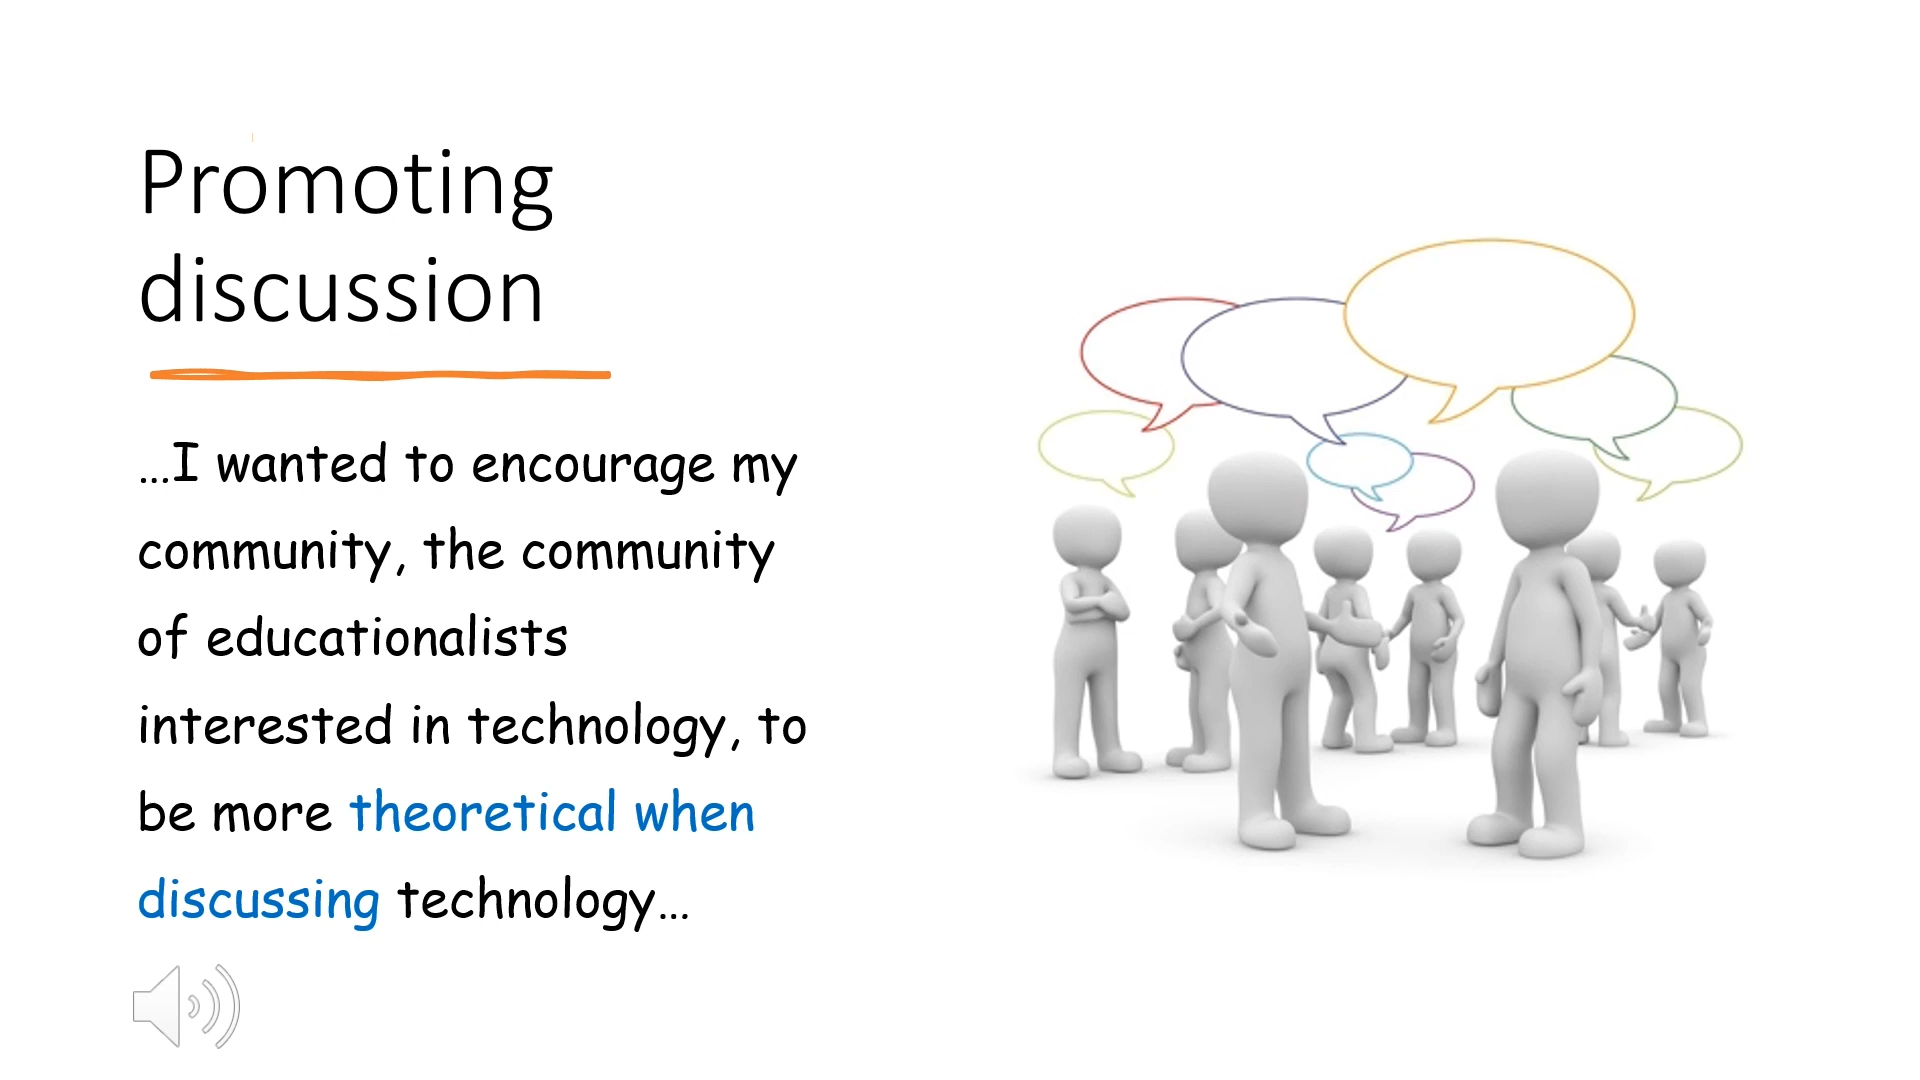 Promoting
discussion
…I wanted to encourage my
community, the community
of educationalists
interested in technology, to
be more theoretical when
discussing technology…